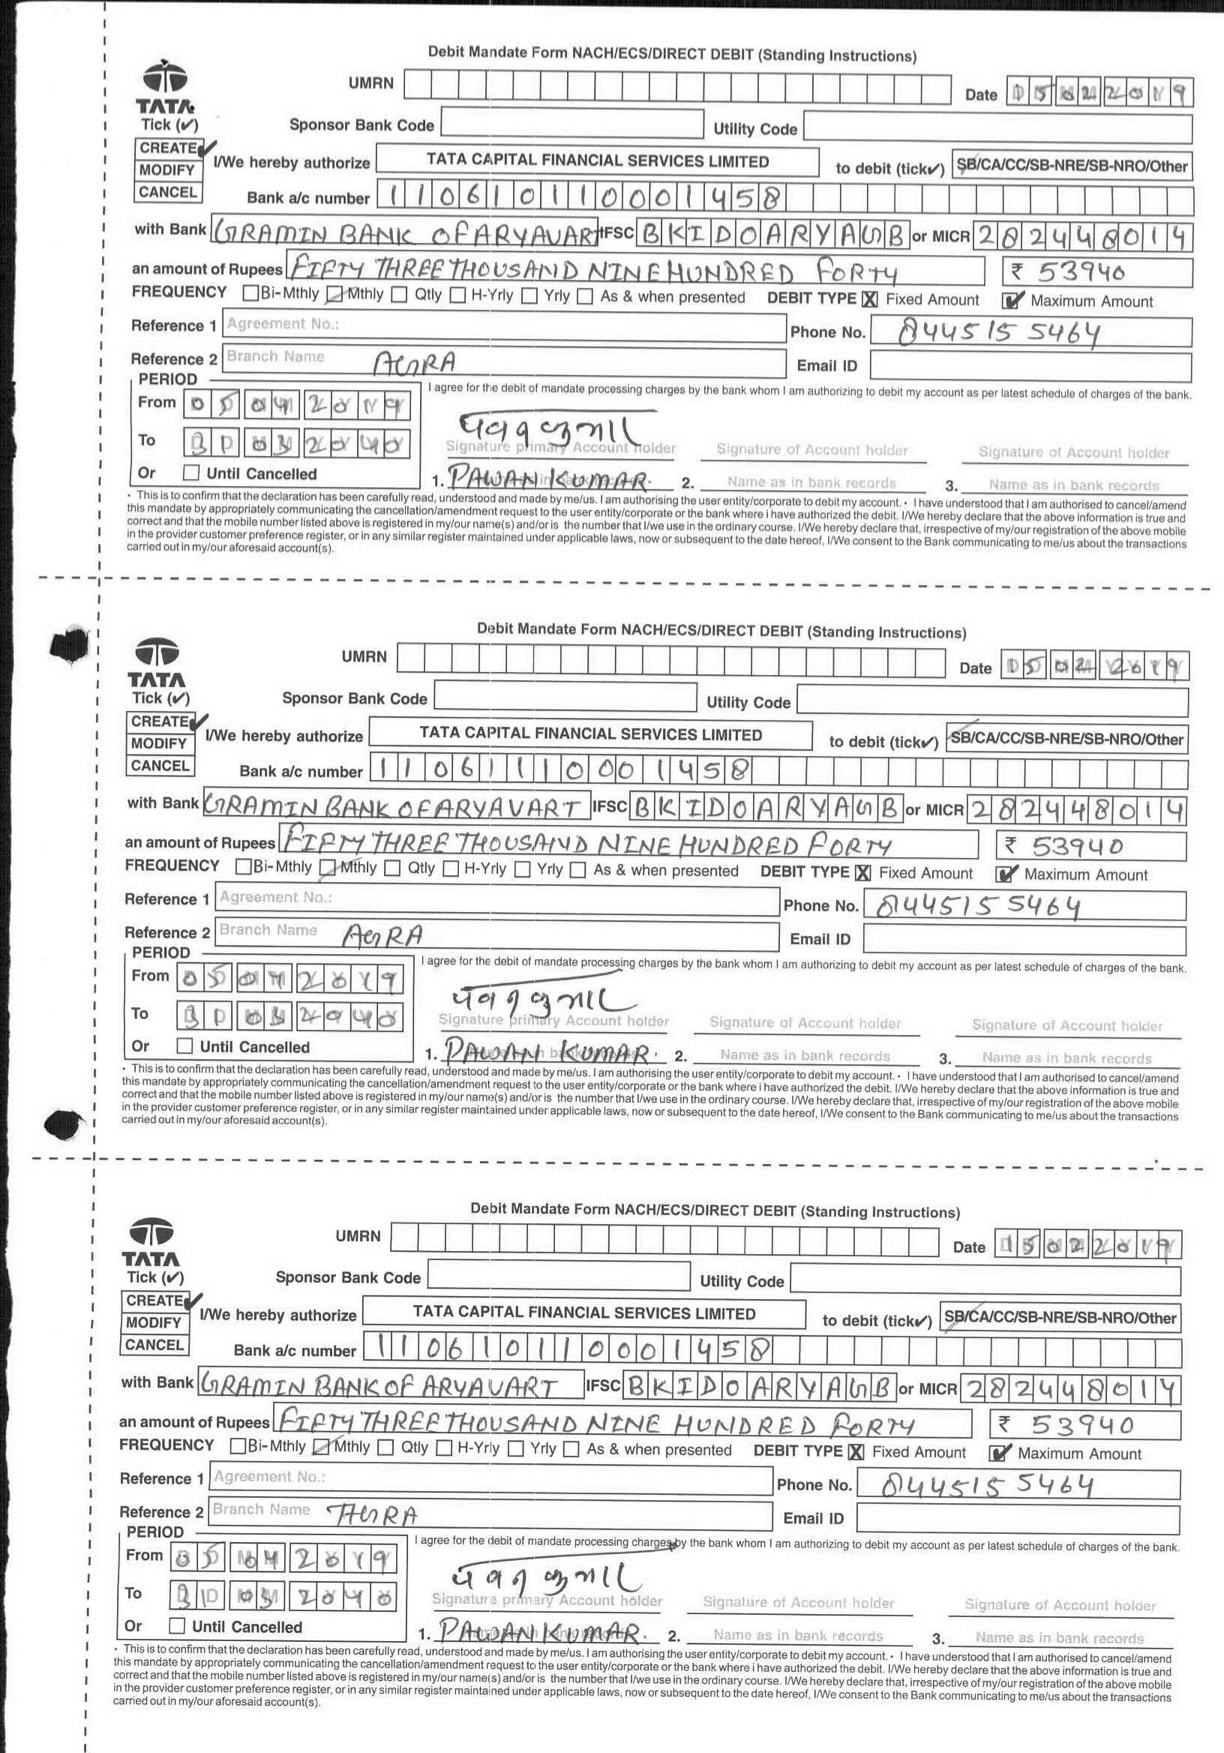 Debit Mandate Form NACH/ECS/DIRECT DEBIT (Standing Instructions)
UMRN Date 15022019
TATA
Tick (✓) Sponsor Bank Code Utility Code
CREATE ✓ I/We hereby authorize TATA CAPITAL FINANCIAL SERVICES LIMITED to debit (tick✓) SB/CA/CC/SB-NRE/SB-NRO/Other
MODIFY
CANCEL Bank a/c number 110610110001458
with Bank GRAMIN BANK OF ARYAVART IFSC BKID0ARYAGB or MICR 282448014
an amount of Rupees FIFTY THREE THOUSAND NINE HUNDRED FORTY ₹ 53940
FREQUENCY Bi-Mthly Mthly Qtly H-Yrly Yrly As & when presented DEBIT TYPE X Fixed Amount ✓ Maximum Amount
Reference 1 Agreement No.: Phone No. 8445155464
Reference 2 Branch Name AGRA Email ID
PERIOD I agree for the debit of mandate processing charges by the bank whom I am authorizing to debit my account as per latest schedule of charges of the bank.
From 05042019
पवन कुमार
To 032040 Signature primary Account holder Signature of Account holder Signature of Account holder
Or Until Cancelled 1. PAWAN KUMAR. 2. Name as in bank records 3. Name as in bank records
• This is to confirm that the declaration has been carefully read, understood and made by me/us. I am authorising the user entity/corporate to debit my account. • I have understood that I am authorised to cancel/amend
this mandate by appropriately communicating the cancellation/amendment request to the user entity/corporate or the bank where i have authorized the debit. I/We hereby declare that the above information is true and
correct and that the mobile number listed above is registered in my/our name(s) and/or is the number that I/we use in the ordinary course. I/We hereby declare that, irrespective of my/our registration of the above mobile
in the provider customer preference register, or in any similar register maintained under applicable laws, now or subsequent to the date hereof, I/We consent to the Bank communicating to me/us about the transactions
carried out in my/our aforesaid account(s).
Debit Mandate Form NACH/ECS/DIRECT DEBIT (Standing Instructions)
UMRN Date 15022019
TATA
Tick (✓) Sponsor Bank Code Utility Code
CREATE ✓ I/We hereby authorize TATA CAPITAL FINANCIAL SERVICES LIMITED to debit (tick✓) SB/CA/CC/SB-NRE/SB-NRO/Other
MODIFY
CANCEL Bank a/c number 11061110001458
with Bank GRAMIN BANK OF ARYAVART IFSC BKID0ARYAGB or MICR 282448014
an amount of Rupees FIFTY THREE THOUSAND NINE HUNDRED FORTY ₹ 53940
FREQUENCY Bi-Mthly Mthly Qtly H-Yrly Yrly As & when presented DEBIT TYPE X Fixed Amount ✓ Maximum Amount
Reference 1 Agreement No.: Phone No. 8445155464
Reference 2 Branch Name AGRA Email ID
PERIOD I agree for the debit of mandate processing charges by the bank whom I am authorizing to debit my account as per latest schedule of charges of the bank.
From 05042019
पवन कुमार
To 032040 Signature primary Account holder Signature of Account holder Signature of Account holder
Or Until Cancelled 1. PAWAN KUMAR. 2. Name as in bank records 3. Name as in bank records
• This is to confirm that the declaration has been carefully read, understood and made by me/us. I am authorising the user entity/corporate to debit my account. • I have understood that I am authorised to cancel/amend
this mandate by appropriately communicating the cancellation/amendment request to the user entity/corporate or the bank where i have authorized the debit. I/We hereby declare that the above information is true and
correct and that the mobile number listed above is registered in my/our name(s) and/or is the number that I/we use in the ordinary course. I/We hereby declare that, irrespective of my/our registration of the above mobile
in the provider customer preference register, or in any similar register maintained under applicable laws, now or subsequent to the date hereof, I/We consent to the Bank communicating to me/us about the transactions
carried out in my/our aforesaid account(s).
Debit Mandate Form NACH/ECS/DIRECT DEBIT (Standing Instructions)
UMRN Date 15022019
TATA
Tick (✓) Sponsor Bank Code Utility Code
CREATE ✓ I/We hereby authorize TATA CAPITAL FINANCIAL SERVICES LIMITED to debit (tick✓) SB/CA/CC/SB-NRE/SB-NRO/Other
MODIFY
CANCEL Bank a/c number 110610110001458
with Bank GRAMIN BANK OF ARYAVART IFSC BKID0ARYAGB or MICR 282448014
an amount of Rupees FIFTY THREE THOUSAND NINE HUNDRED FORTY ₹ 53940
FREQUENCY Bi-Mthly Mthly Qtly H-Yrly Yrly As & when presented DEBIT TYPE X Fixed Amount ✓ Maximum Amount
Reference 1 Agreement No.: Phone No. 8445155464
Reference 2 Branch Name AGRA Email ID
PERIOD I agree for the debit of mandate processing charges by the bank whom I am authorizing to debit my account as per latest schedule of charges of the bank.
From 05042019
पवन कुमार
To 032040 Signature primary Account holder Signature of Account holder Signature of Account holder
Or Until Cancelled 1. PAWAN KUMAR. 2. Name as in bank records 3. Name as in bank records
• This is to confirm that the declaration has been carefully read, understood and made by me/us. I am authorising the user entity/corporate to debit my account. • I have understood that I am authorised to cancel/amend
this mandate by appropriately communicating the cancellation/amendment request to the user entity/corporate or the bank where i have authorized the debit. I/We hereby declare that the above information is true and
correct and that the mobile number listed above is registered in my/our name(s) and/or is the number that I/we use in the ordinary course. I/We hereby declare that, irrespective of my/our registration of the above mobile
in the provider customer preference register, or in any similar register maintained under applicable laws, now or subsequent to the date hereof, I/We consent to the Bank communicating to me/us about the transactions
carried out in my/our aforesaid account(s).